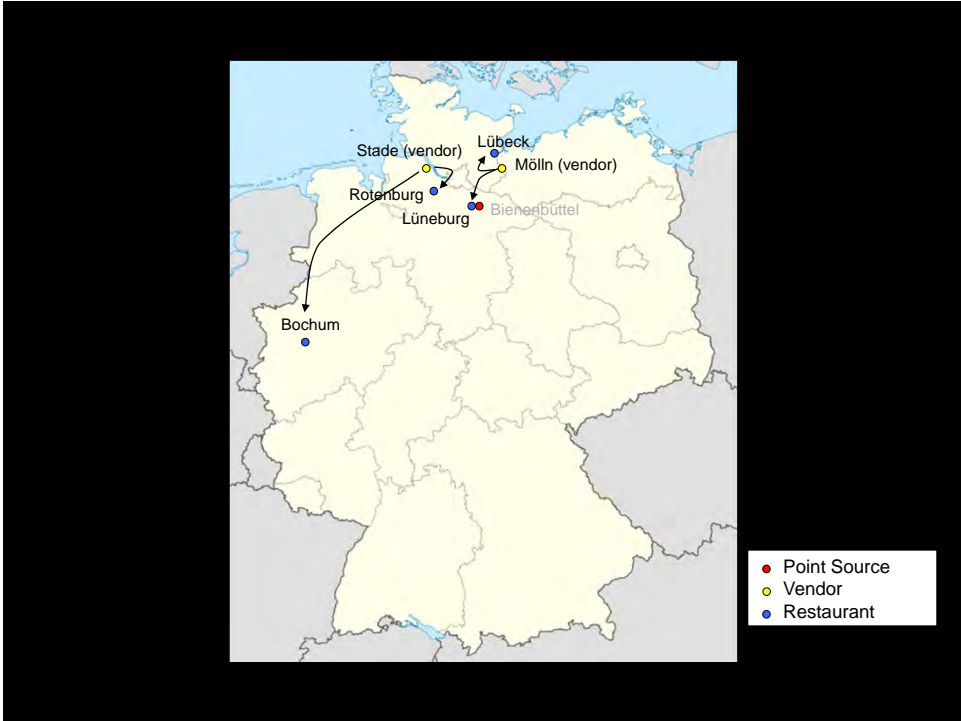 Lübeck
Stade (vendor)
Mölln (vendor)
Rotenburg
Bienenbüttel
Lüneburg
Bochum
Point Source
Vendor
Restaurant